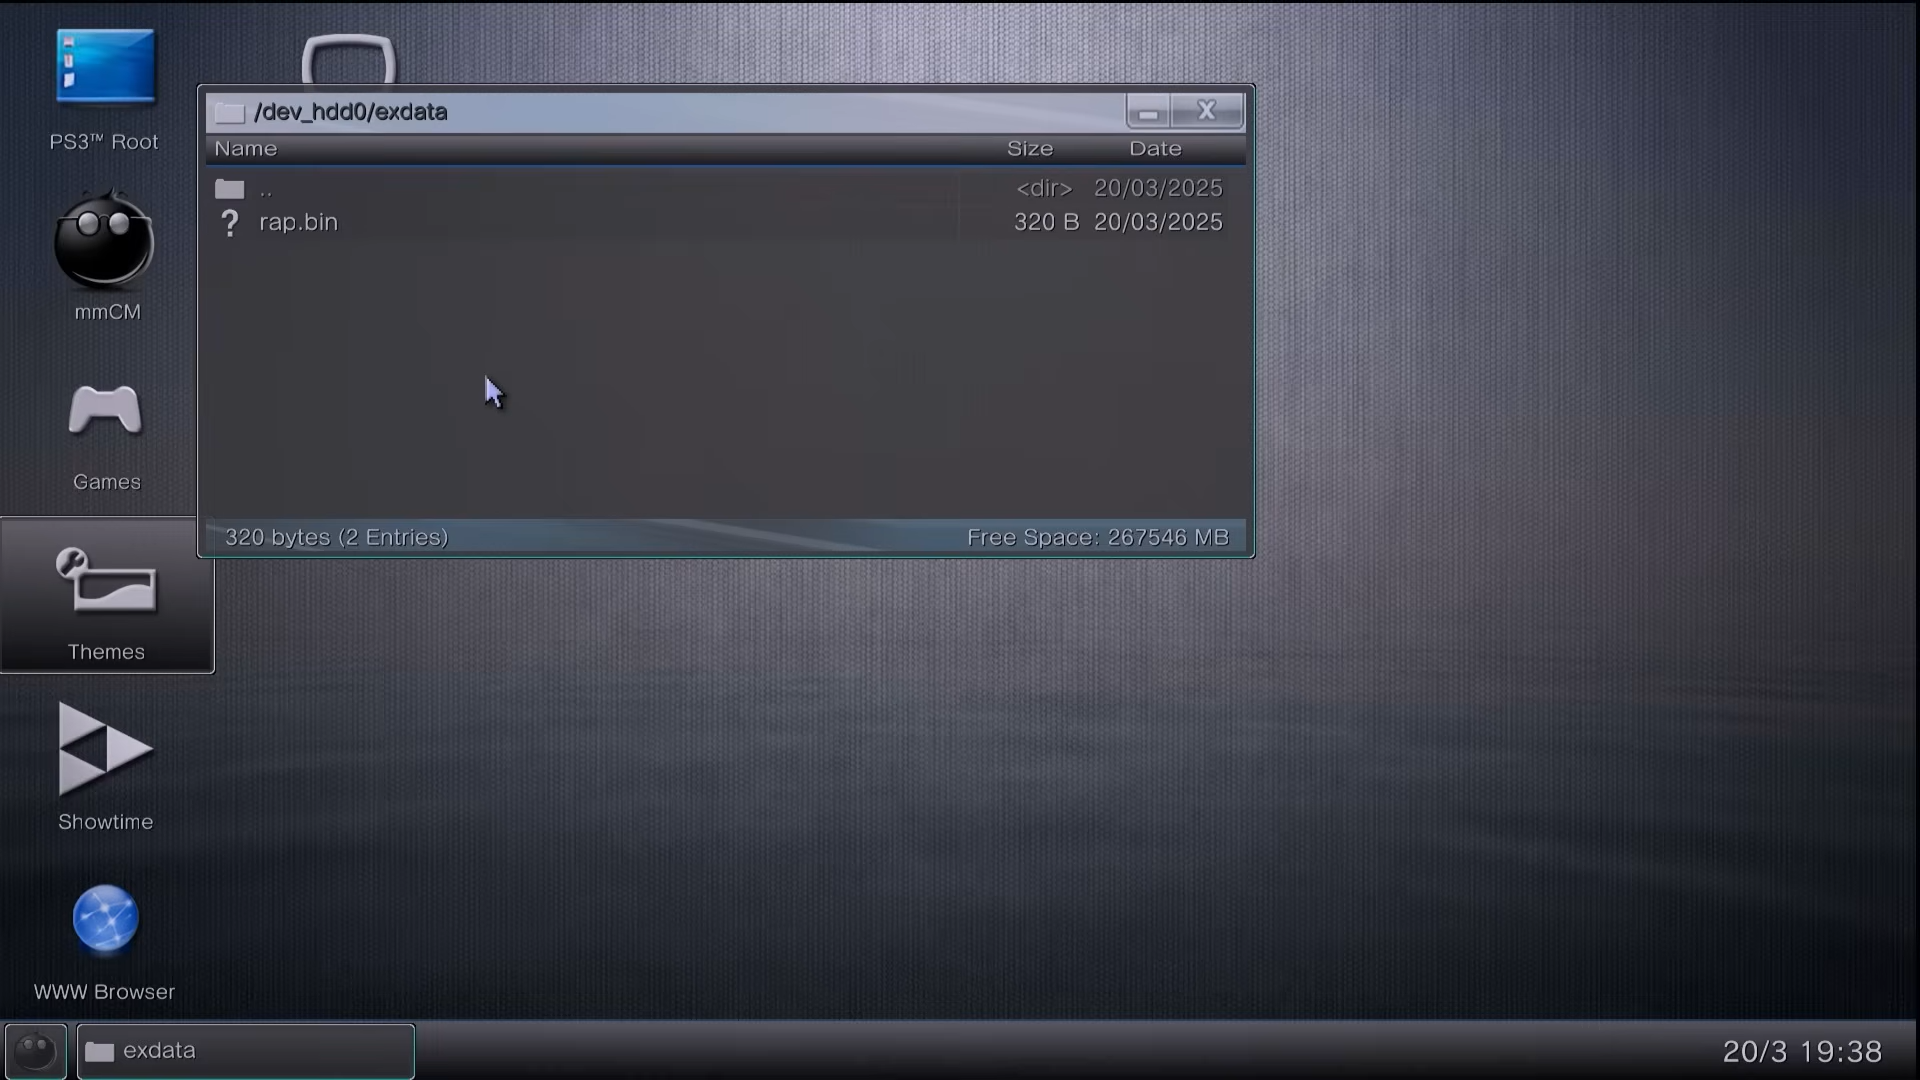 PS3™ Root
mmCM
Games
Themes
Showtime
WWW Browser
/dev_hdd0/exdata
X
Name Size Date
.. <dir> 20/03/2025
? rap.bin 320 B 20/03/2025
320 bytes (2 Entries) Free Space: 267546 MB
exdata
20/3 19:38